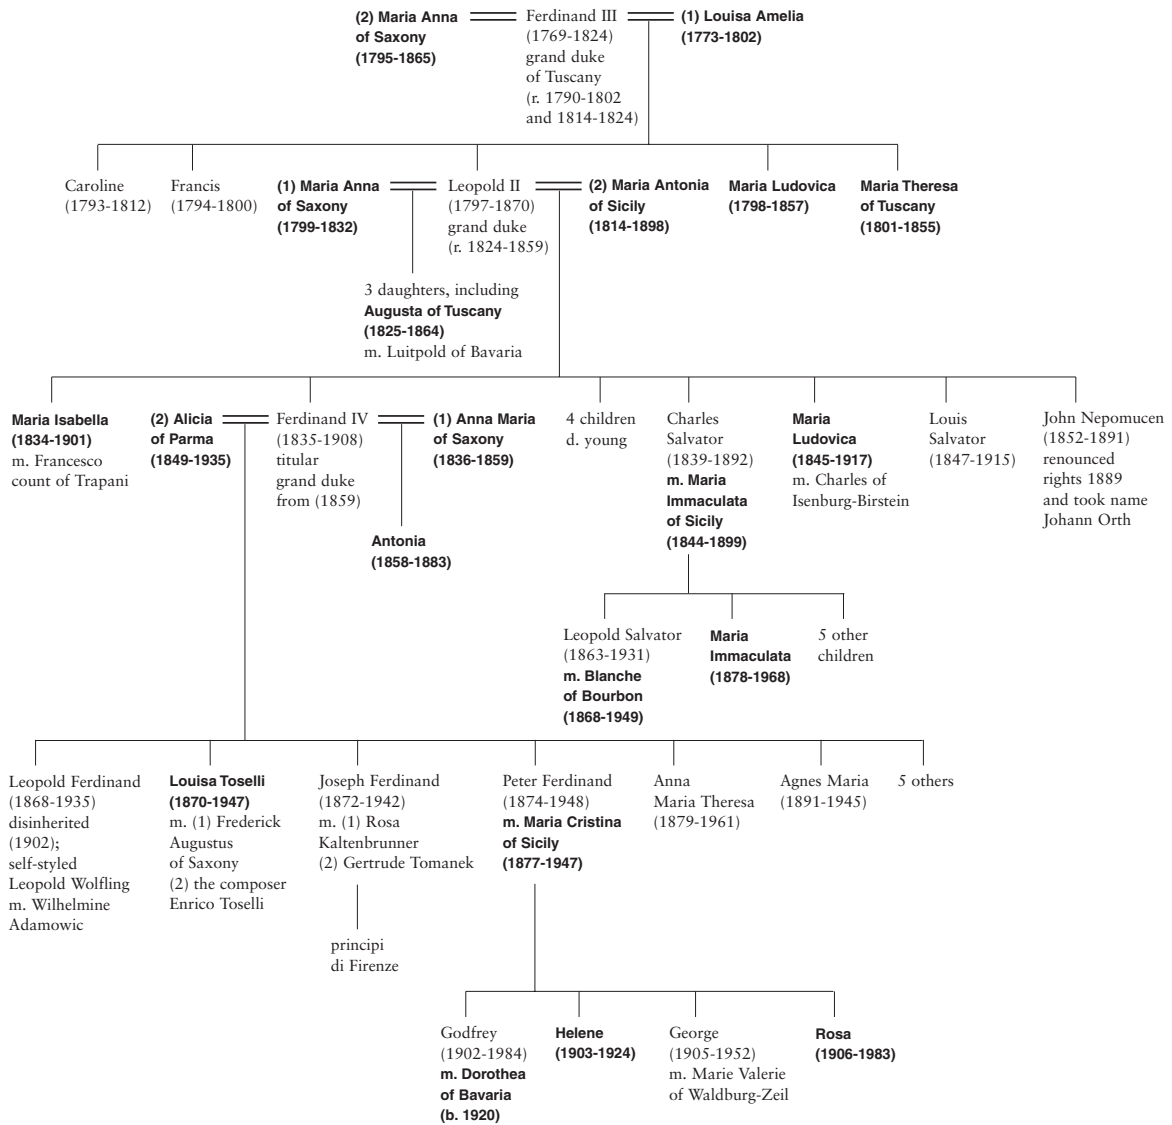 (2) Maria Anna
of Saxony
(1795-1865)
Ferdinand III
(1769-1824)
grand duke
of Tuscany
(r. 1790-1802
and 1814-1824)
(1) Louisa Amelia
(1773-1802)
Caroline
(1793-1812)
Francis
(1794-1800)
(1) Maria Anna
of Saxony
(1799-1832)
Leopold II
(1797-1870)
grand duke
(r. 1824-1859)
(2) Maria Antonia
of Sicily
(1814-1898)
Maria Ludovica
(1798-1857)
Maria Theresa
of Tuscany
(1801-1855)
3 daughters, including
Augusta of Tuscany
(1825-1864)
m. Luitpold of Bavaria
Maria Isabella
(1834-1901)
m. Francesco
count of Trapani
(2) Alicia
of Parma
(1849-1935)
Ferdinand IV
(1835-1908)
titular
grand duke
from (1859)
(1) Anna Maria
of Saxony
(1836-1859)
4 children
d. young
Charles
Salvator
(1839-1892)
m. Maria
Immaculata
of Sicily
(1844-1899)
Maria
Ludovica
(1845-1917)
m. Charles of
Isenburg-Birstein
Louis
Salvator
(1847-1915)
John Nepomucen
(1852-1891)
renounced
rights 1889
and took name
Johann Orth
Antonia
(1858-1883)
Leopold Salvator
(1863-1931)
m. Blanche
of Bourbon
(1868-1949)
Maria
Immaculata
(1878-1968)
5 other
children
Leopold Ferdinand
(1868-1935)
disinherited
(1902);
self-styled
Leopold Wolfling
m. Wilhelmine
Adamowic
Louisa Toselli
(1870-1947)
m. (1) Frederick
Augustus
of Saxony
(2) the composer
Enrico Toselli
Joseph Ferdinand
(1872-1942)
m. (1) Rosa
Kaltenbrunner
(2) Gertrude Tomanek
Peter Ferdinand
(1874-1948)
m. Maria Cristina
of Sicily
(1877-1947)
Anna
Maria Theresa
(1879-1961)
Agnes Maria
(1891-1945)
5 others
principi
di Firenze
Godfrey
(1902-1984)
m. Dorothea
of Bavaria
(b. 1920)
Helene
(1903-1924)
George
(1905-1952)
m. Marie Valerie
of Waldburg-Zeil
Rosa
(1906-1983)